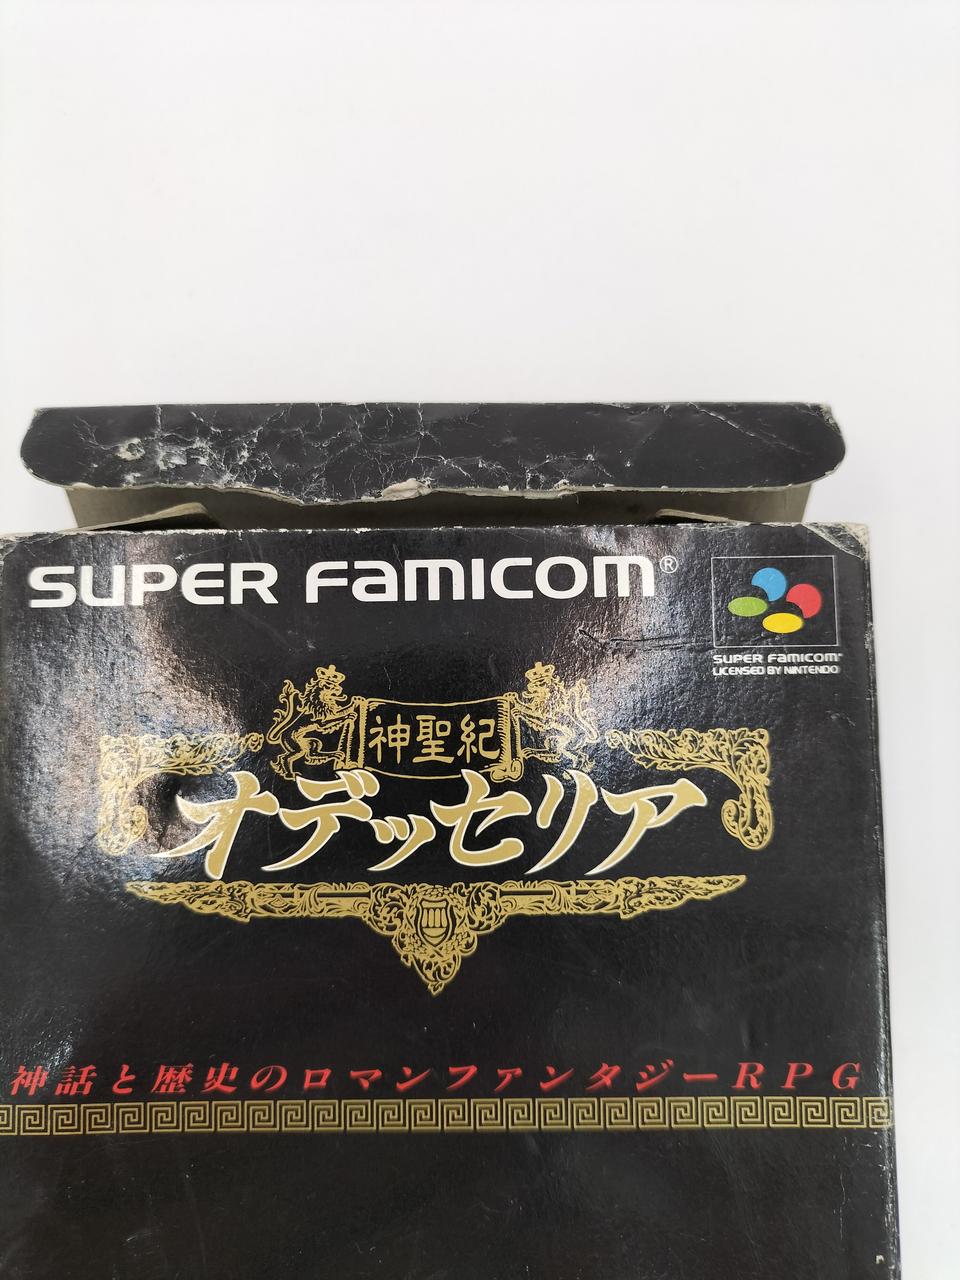 SUPER FAMICOM®
SUPER FAMICOM
LICENSED BY NINTENDO
神聖紀
オデッセリア
神話と歴史のロマンファンタジーRPG